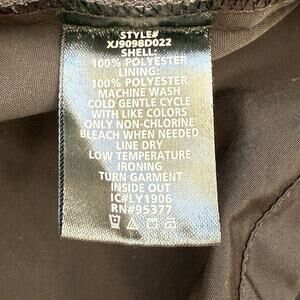 STYLE#
XJ9098D022
SHELL:
100% POLYESTER
LINING:
100% POLYESTER
MACHINE WASH
COLD GENTLE CYCLE
WITH LIKE COLORS
ONLY NON-CHLORINE
BLEACH WHEN NEEDED
LINE DRY
LOW TEMPERATURE
IRONING
TURN GARMENT
INSIDE OUT
IC#LY1906
RN#95377